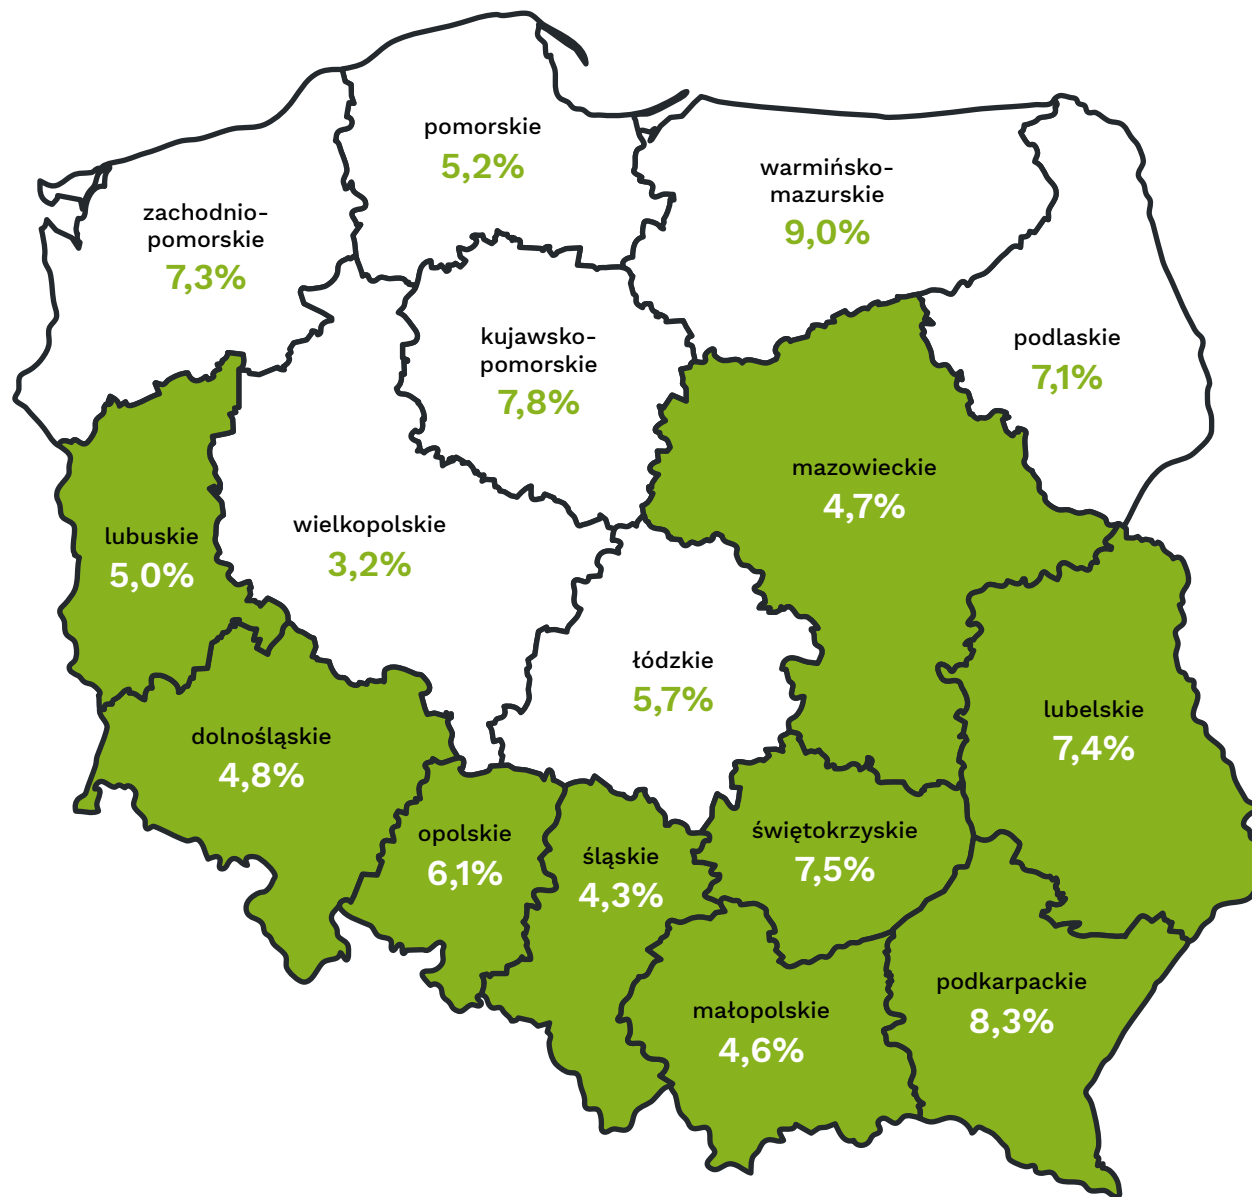 pomorskie
5,2%
warmińsko-
mazurskie
9,0%
zachodnio-
pomorskie
7,3%
kujawsko-
pomorskie
7,8%
podlaskie
7,1%
mazowieckie
4,7%
wielkopolskie
3,2%
lubuskie
5,0%
łódzkie
5,7%
lubelskie
7,4%
dolnośląskie
4,8%
opolskie
6,1%
śląskie
4,3%
świętokrzyskie
7,5%
podkarpackie
8,3%
małopolskie
4,6%